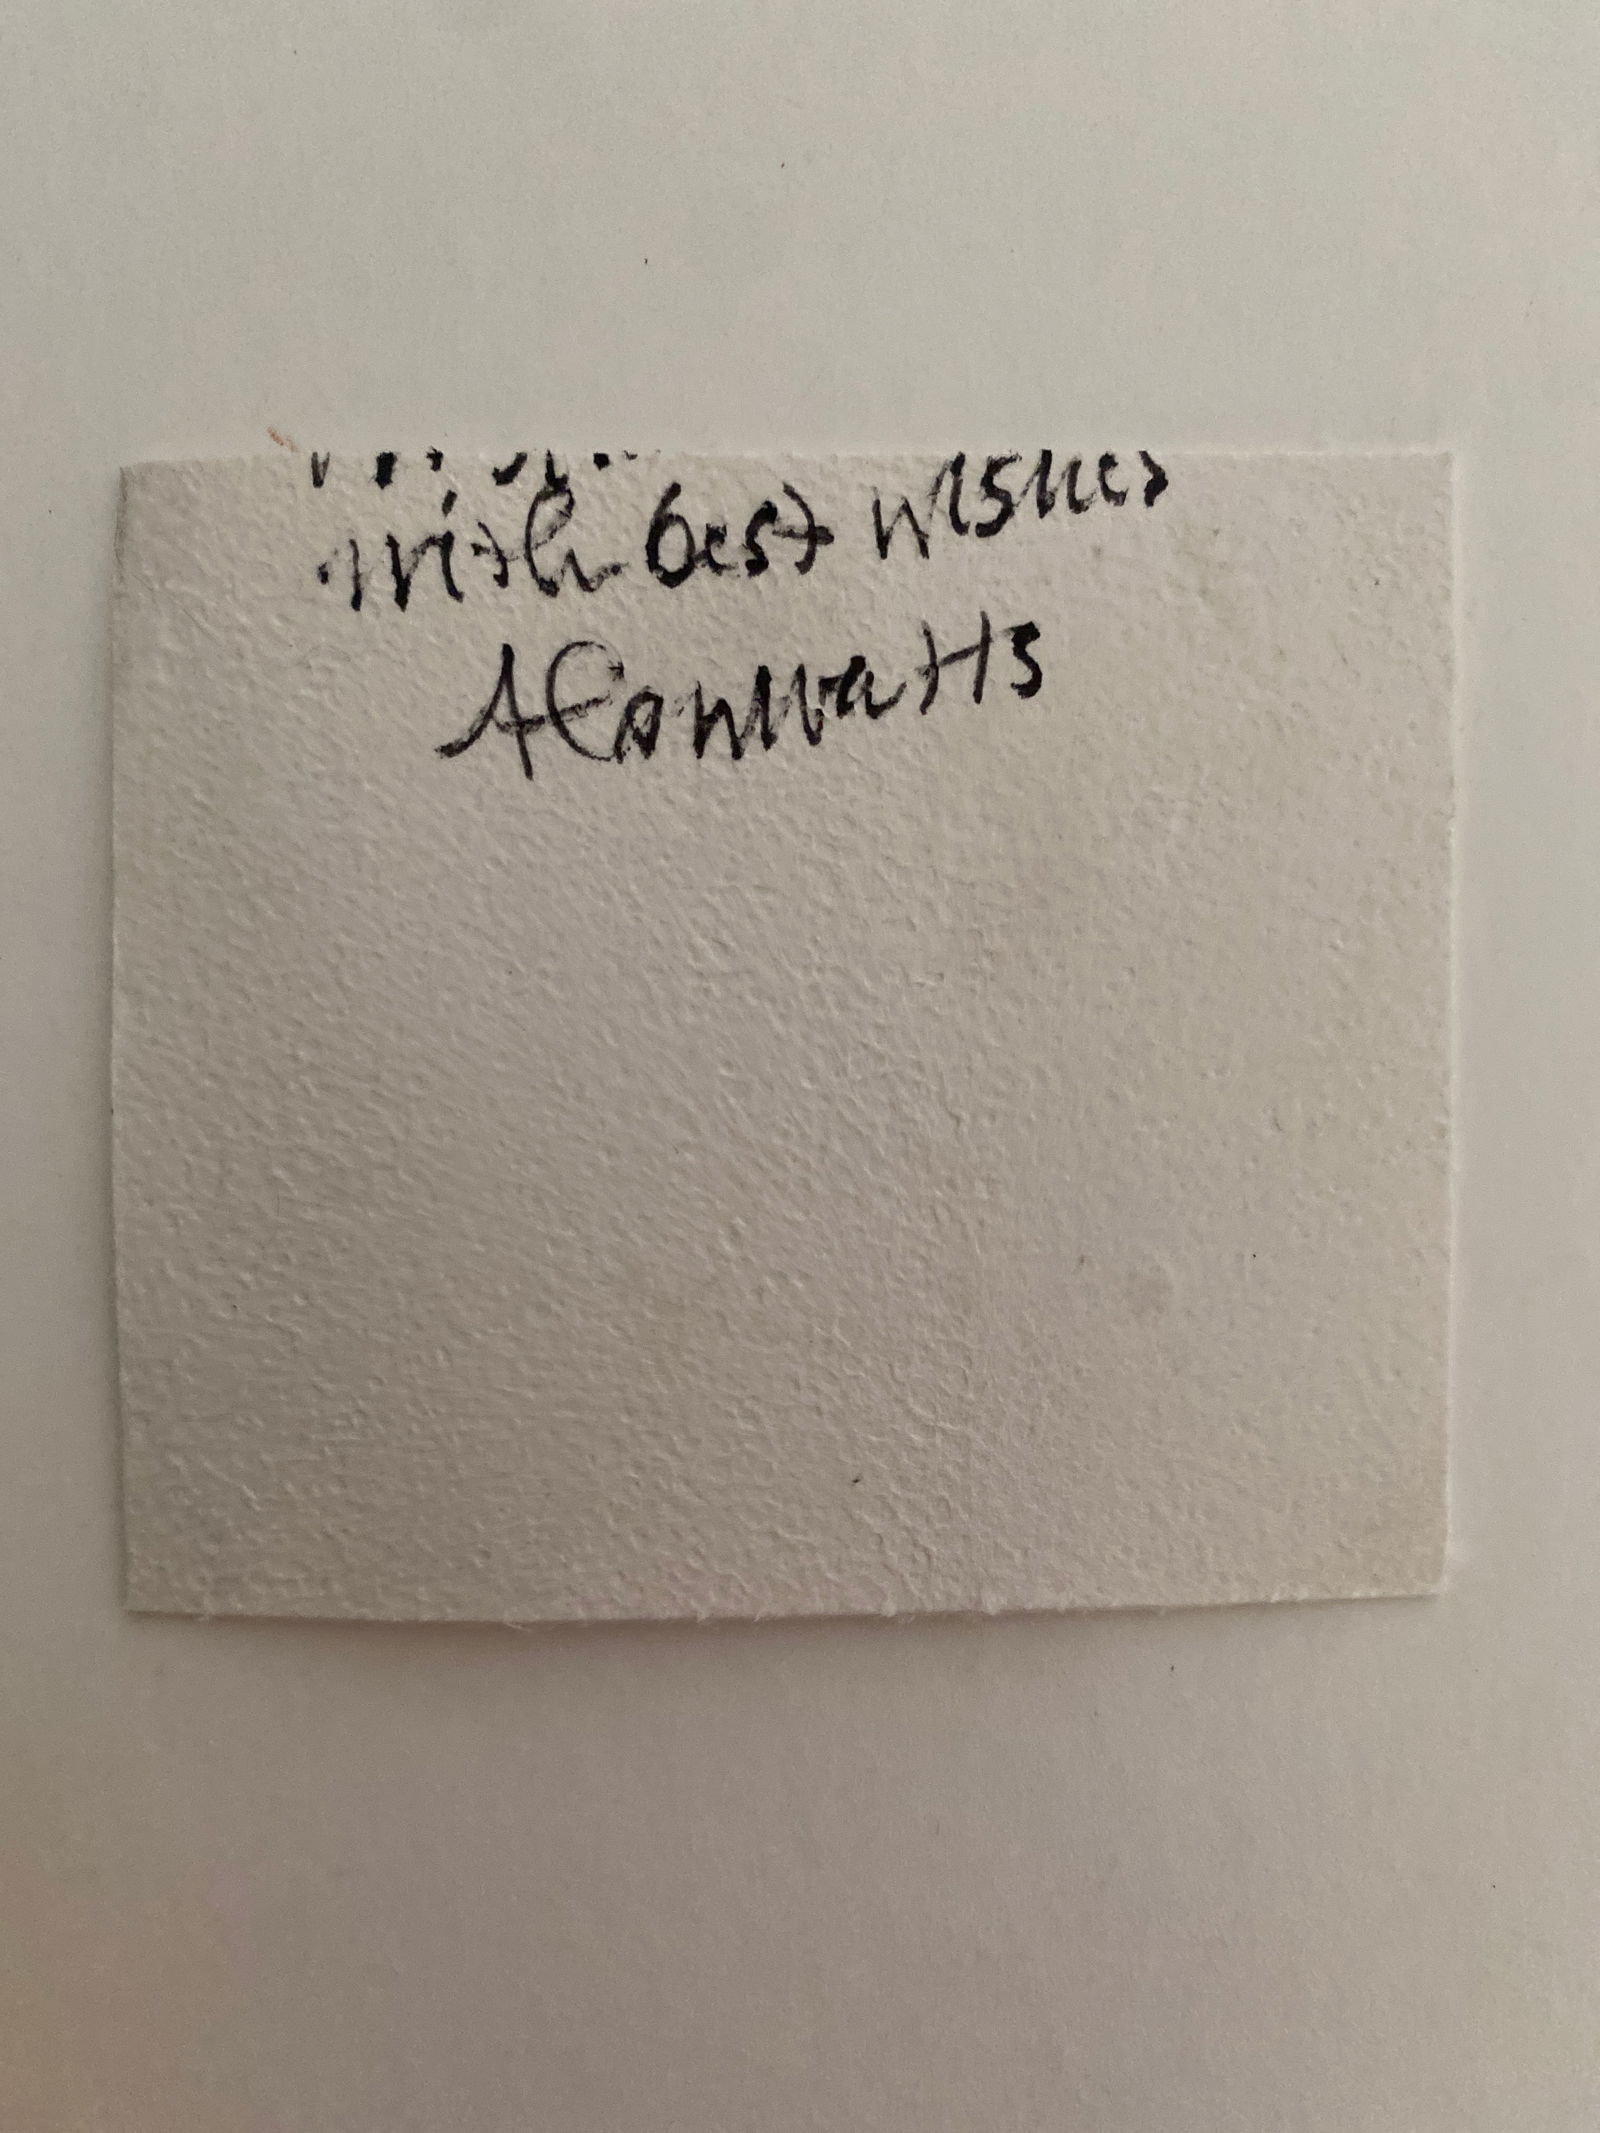 with best wishes
Alan Watts